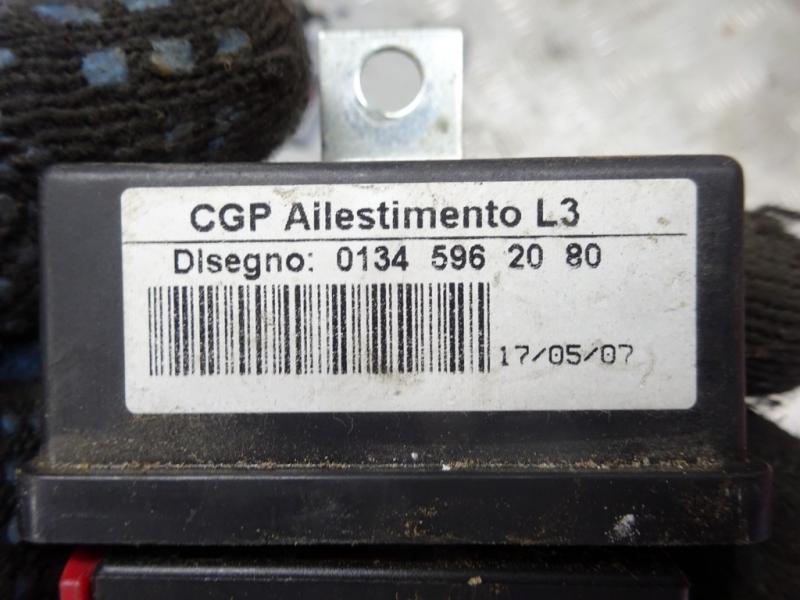 CGP Ailestimento L3
Disegno: 0134 596 20 80
17/05/07